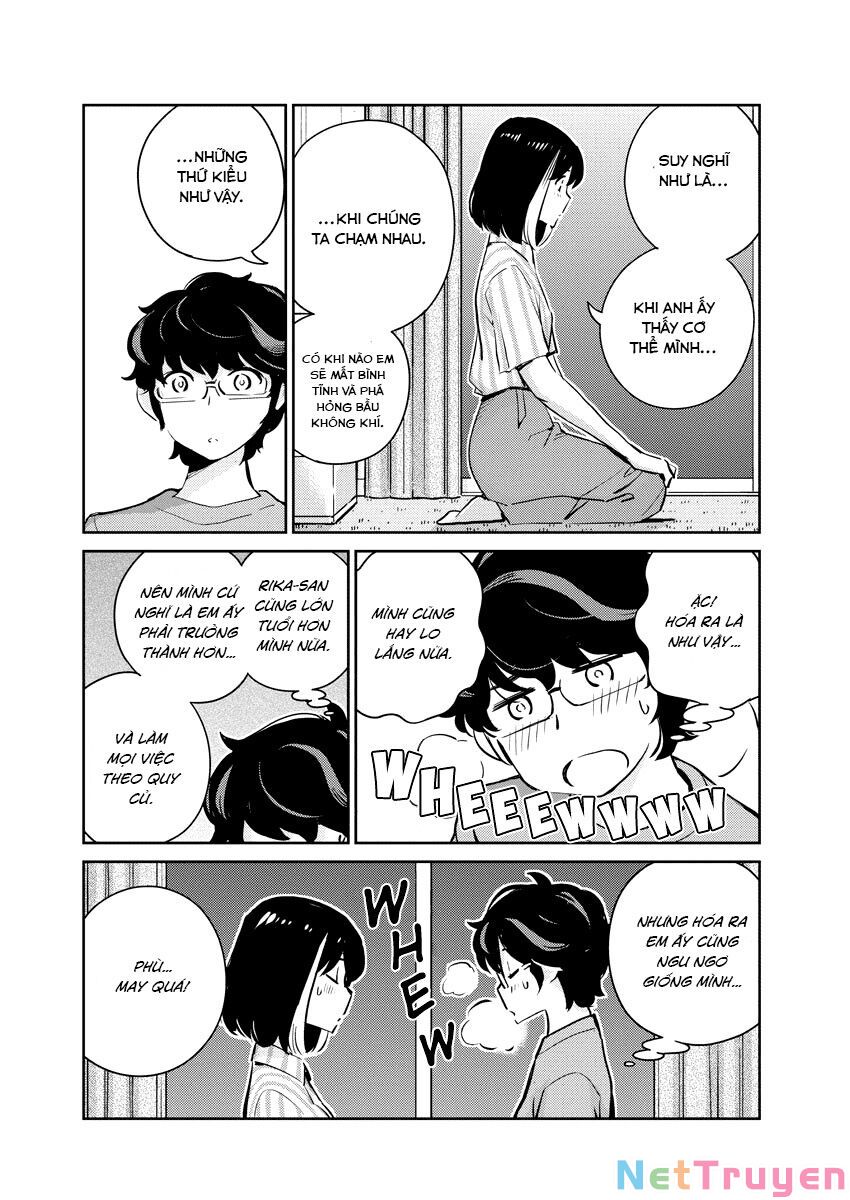 SUY NGHĨ
NHƯ LÀ...
KHI ANH ẤY
THẤY CƠ
THỂ MÌNH...
...KHI CHÚNG
TA CHẠM NHAU.
CÓ KHI NÀO EM
SẼ MẤT BÌNH
TĨNH VÀ PHÁ
HỎNG BẦU
KHÔNG KHÍ.
...NHỮNG
THỨ KIỂU
NHƯ VẬY.
ẶC!
HÓA RA LÀ
NHƯ VẬY...
MÌNH CŨNG
HAY LO
LẮNG NỮA.
WHEEEWWWW
RIKA-SAN
CŨNG LỚN
TUỔI HƠN
MÌNH NỮA.
NÊN MÌNH CỨ
NGHĨ LÀ EM ẤY
PHẢI TRƯỞNG
THÀNH HƠN...
VÀ LÀM
MỌI VIỆC
THEO QUY
CỦ.
NHƯNG HÓA RA
EM ẤY CŨNG
NGU NGƠ
GIỐNG MÌNH...
WHEW
PHÙ...
MAY QUÁ!
NetTruyen